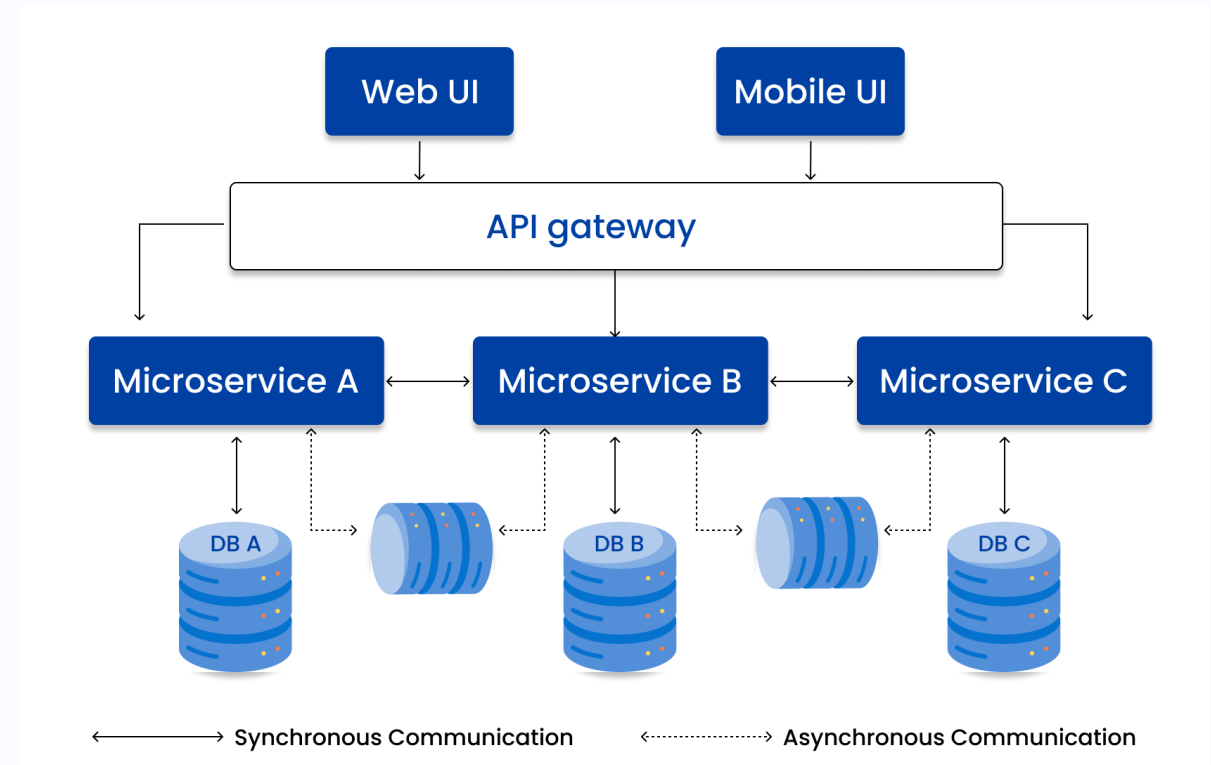 Web UI
Mobile UI
API gateway
Microservice A
Microservice B
Microservice C
DB A
DB B
DB C
Synchronous Communication
Asynchronous Communication